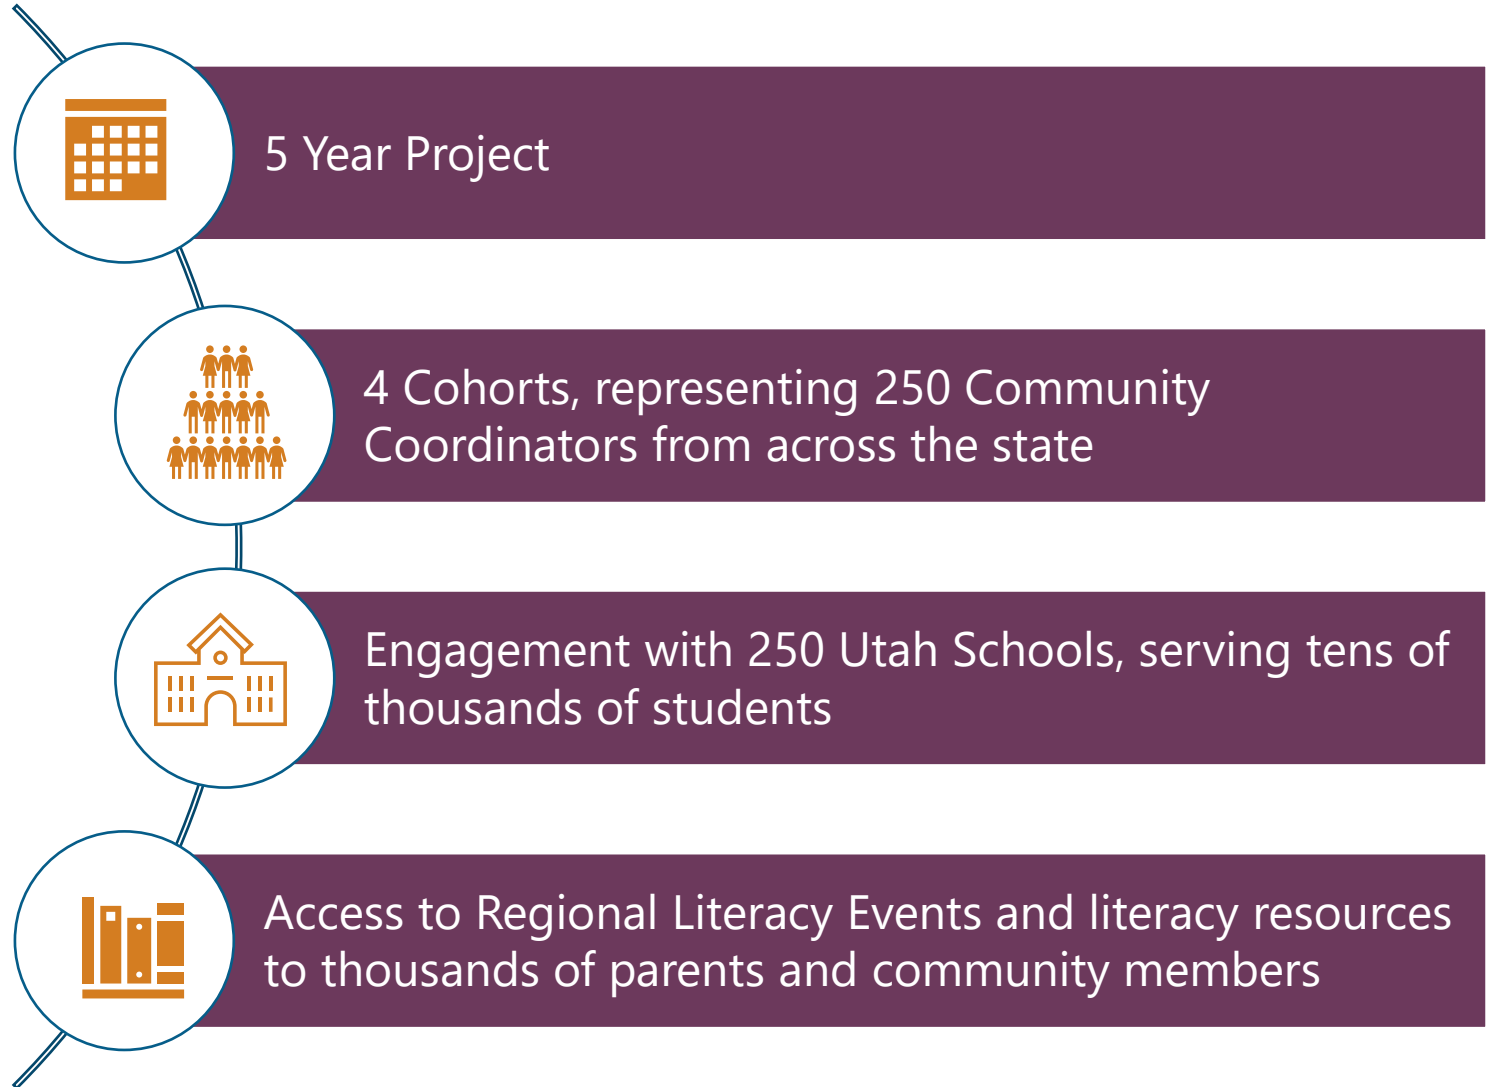 5 Year Project
4 Cohorts, representing 250 Community
Coordinators from across the state
Engagement with 250 Utah Schools, serving tens of
thousands of students
Access to Regional Literacy Events and literacy resources
to thousands of parents and community members